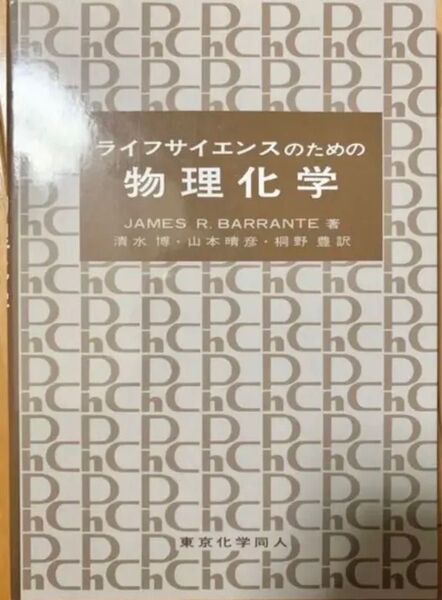 ライフサイエンスのための
物理化学
JAMES R. BARRANTE 著
清水 博・山本晴彦・桐野 豊訳
東京化学同人